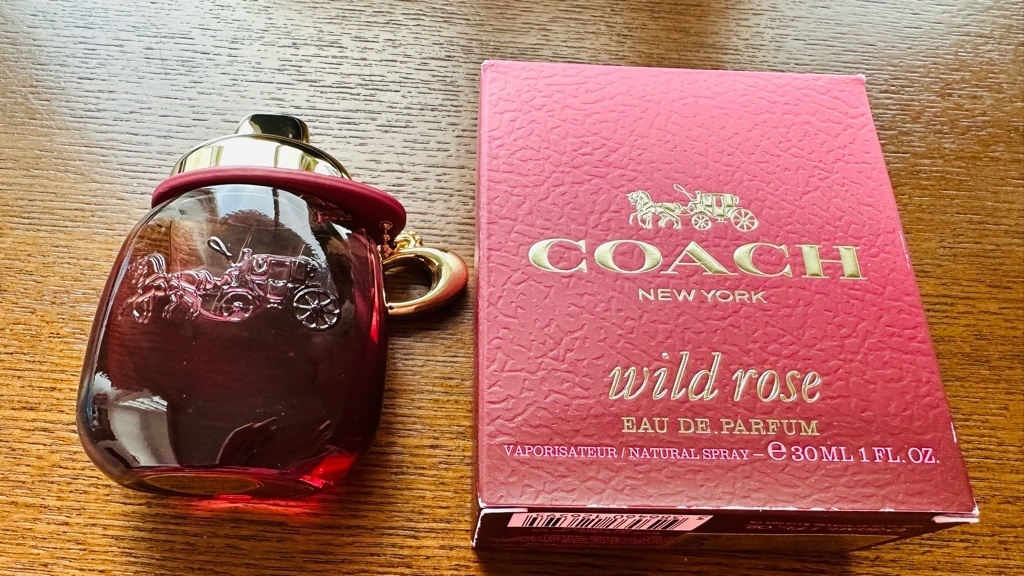 COACH
NEW YORK
wild rose
EAU DE PARFUM
VAPORISATEUR / NATURAL SPRAY – ℮ 30 ML 1 FL. OZ.